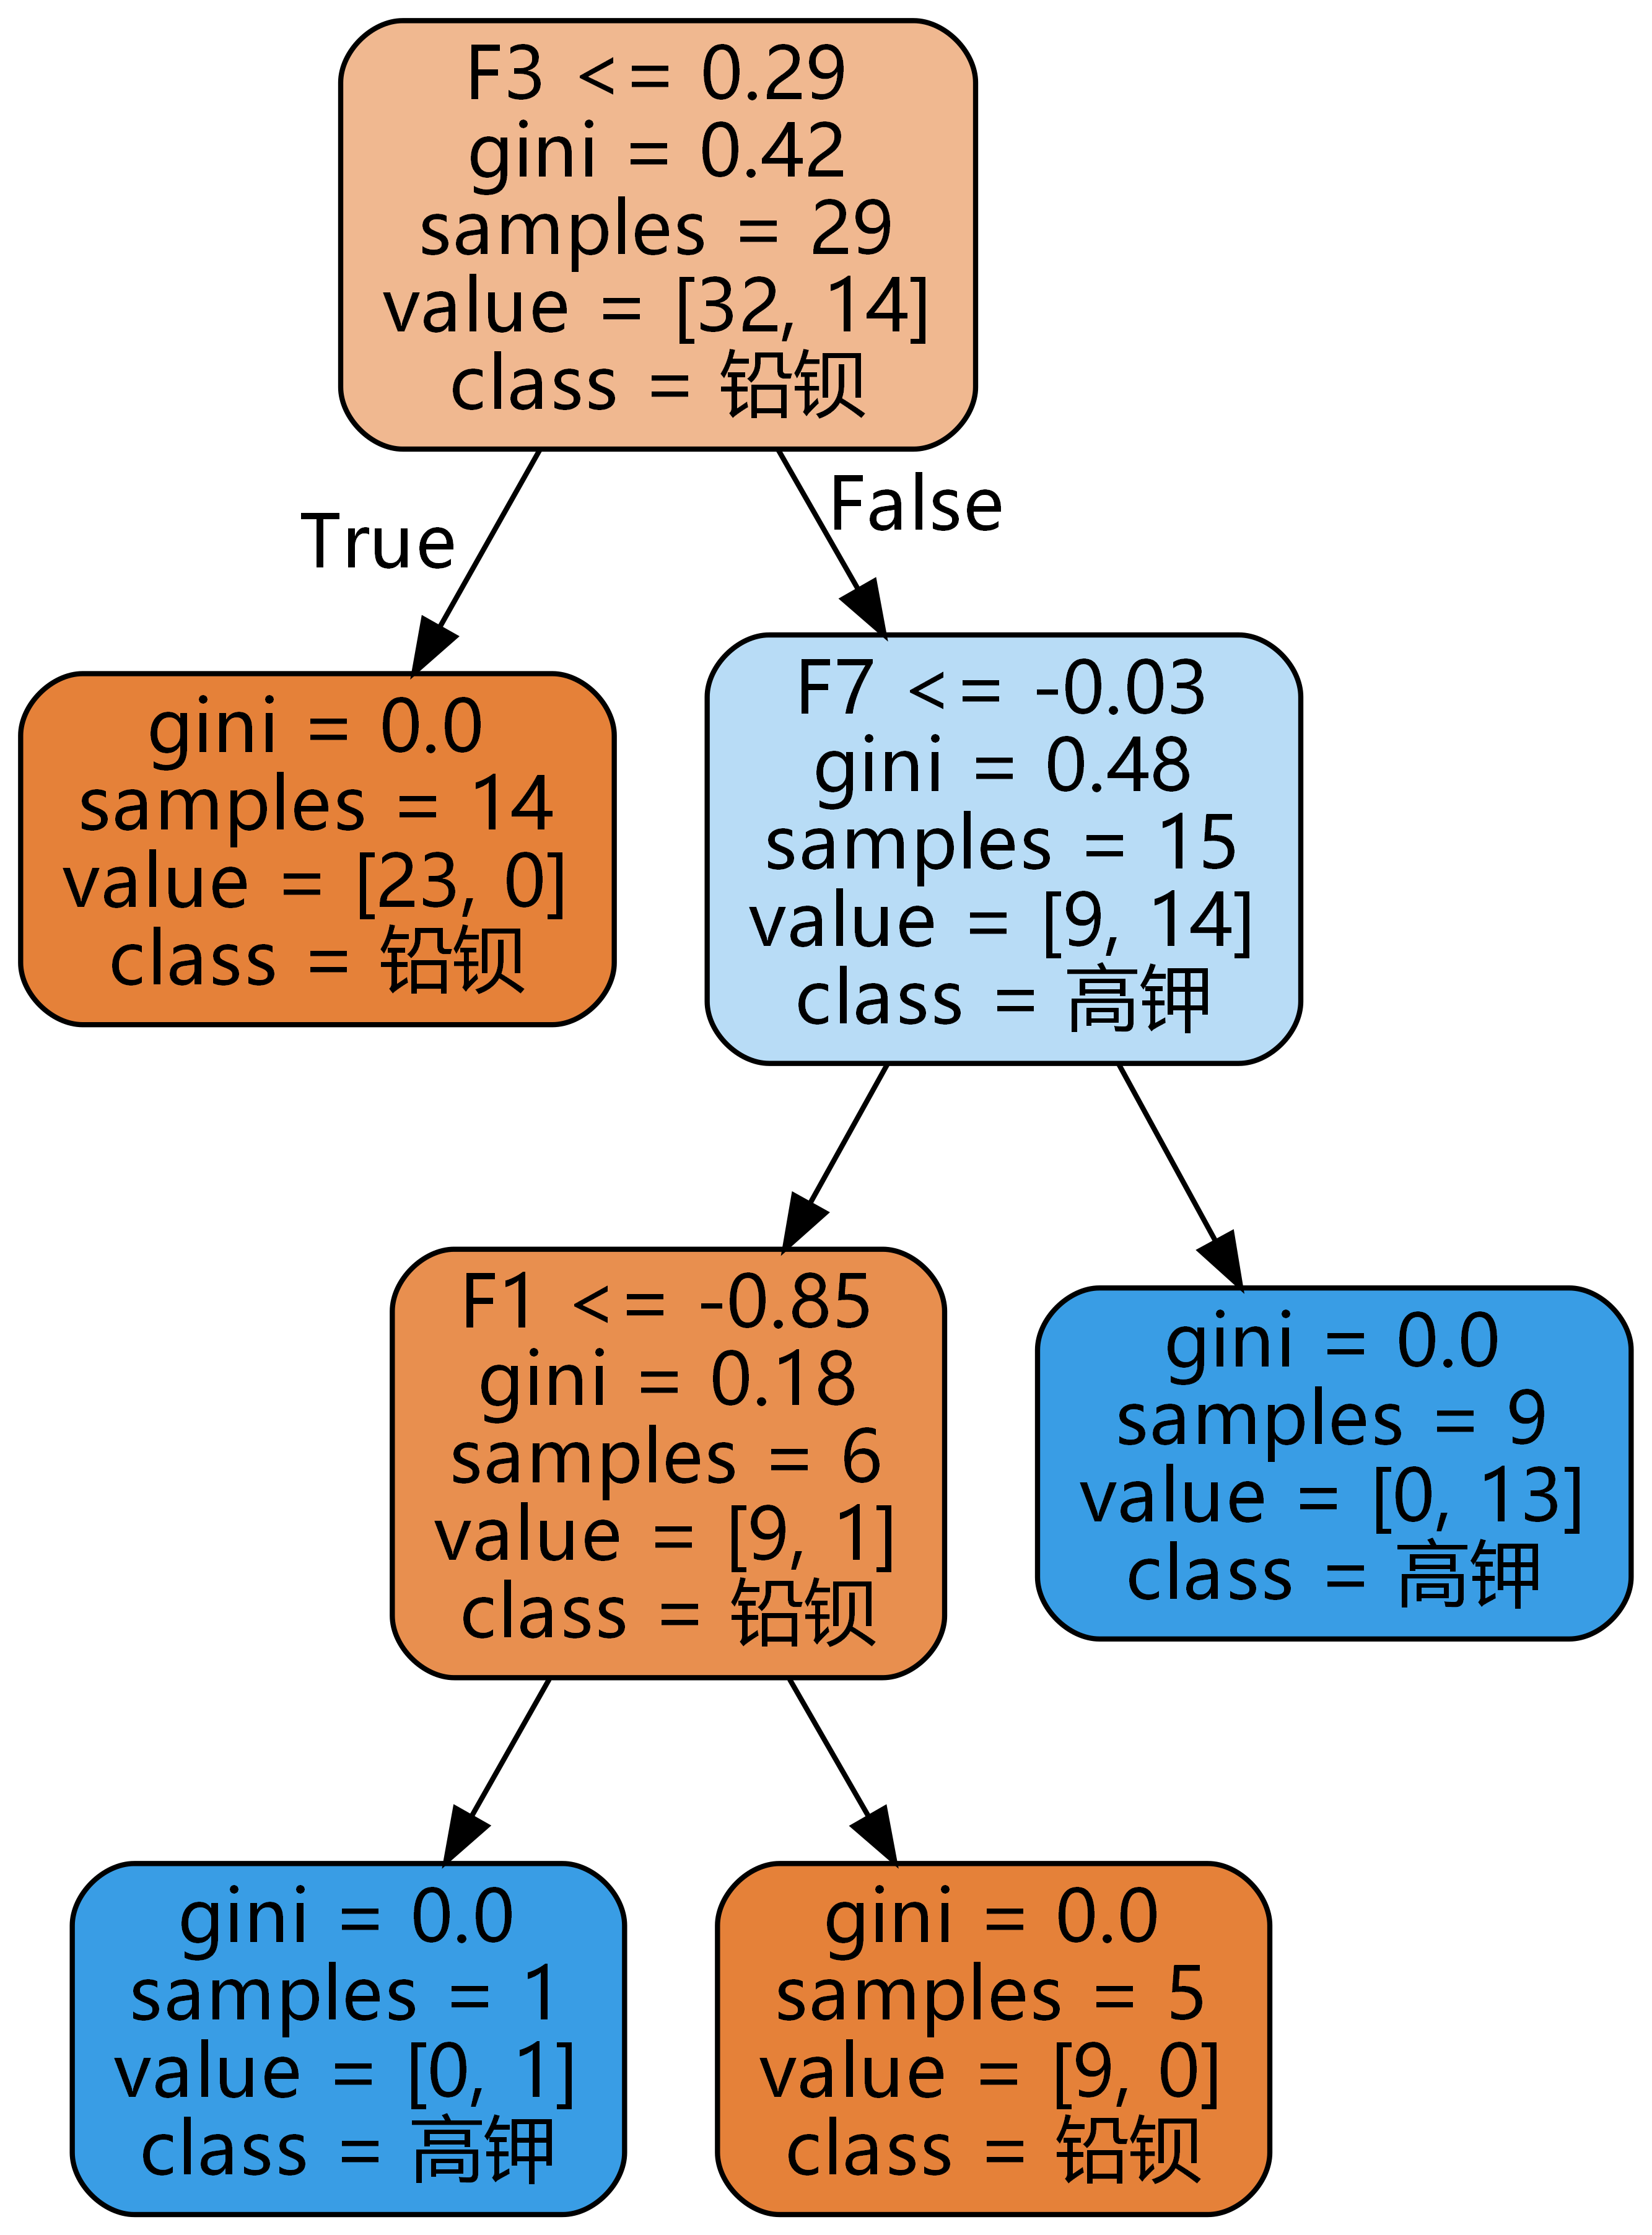 F3 <= 0.29
gini = 0.42
samples = 29
value = [32, 14]
class = 铅钡
True
False
gini = 0.0
samples = 14
value = [23, 0]
class = 铅钡
F7 <= -0.03
gini = 0.48
samples = 15
value = [9, 14]
class = 高钾
F1 <= -0.85
gini = 0.18
samples = 6
value = [9, 1]
class = 铅钡
gini = 0.0
samples = 9
value = [0, 13]
class = 高钾
gini = 0.0
samples = 1
value = [0, 1]
class = 高钾
gini = 0.0
samples = 5
value = [9, 0]
class = 铅钡